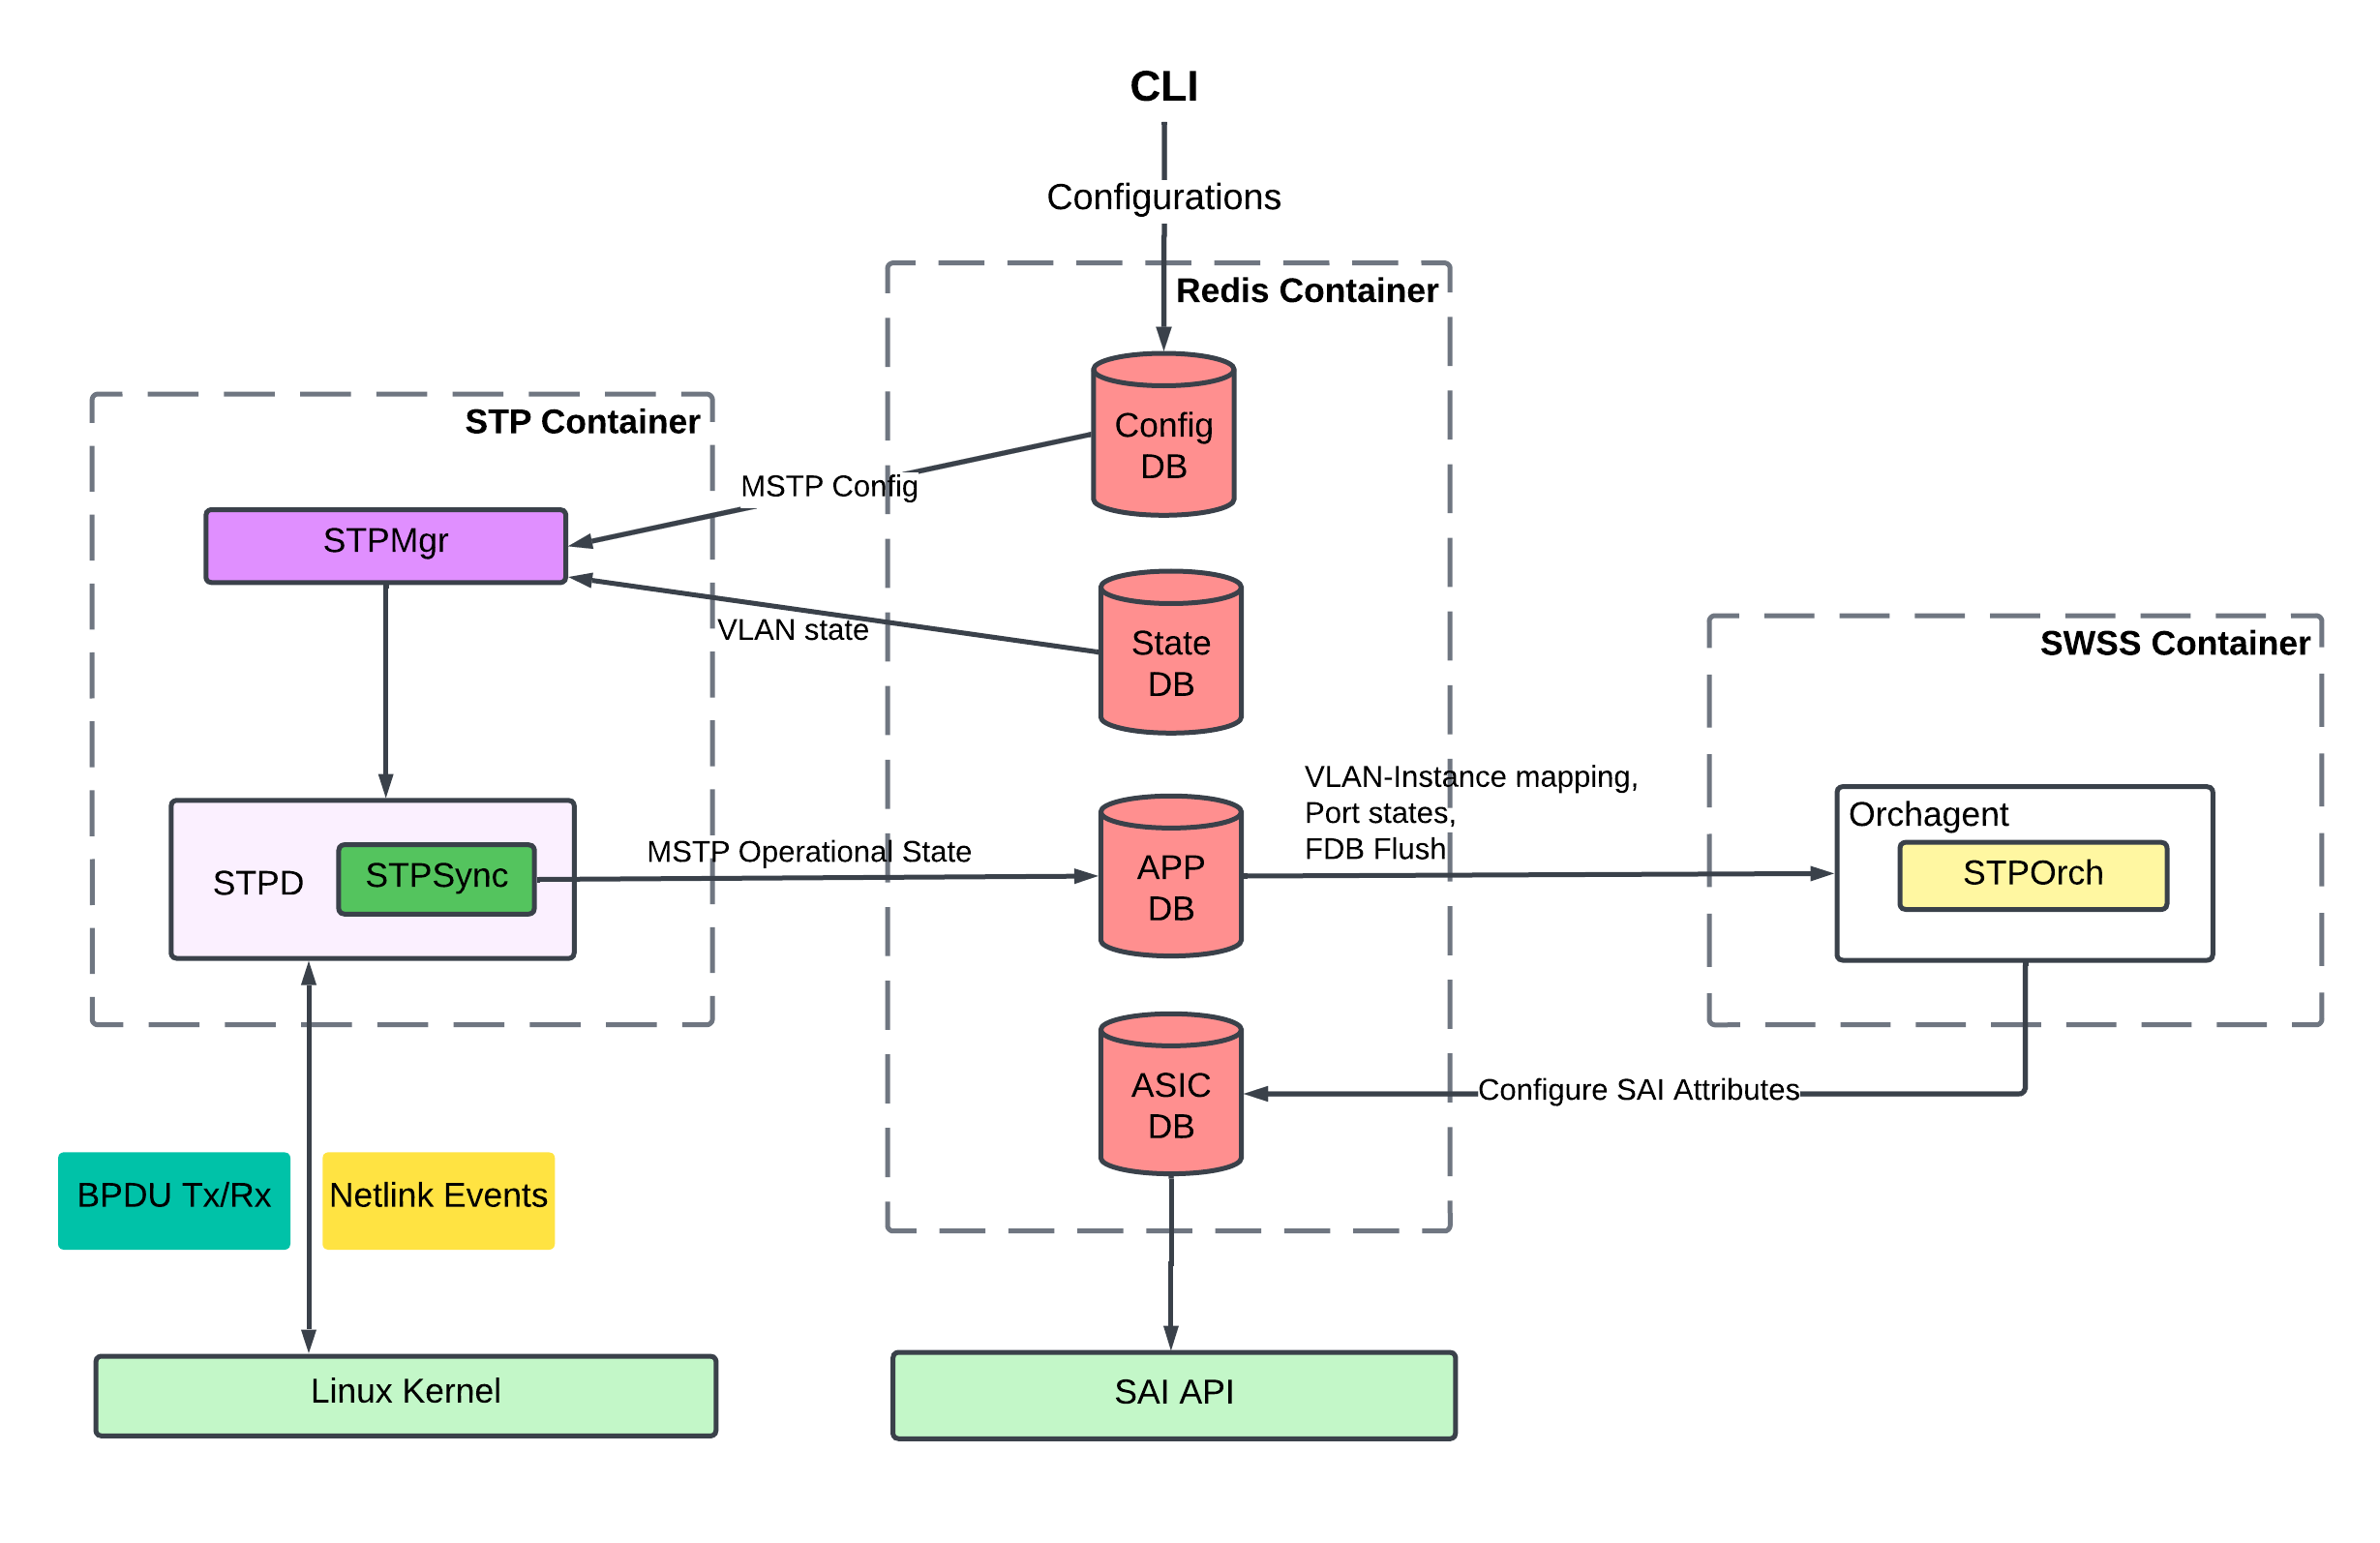 CLI
Configurations
Redis Container
Config
DB
STP Container
MSTP Config
STPMgr
State
DB
VLAN state
SWSS Container
VLAN-Instance mapping,
Port states,
FDB Flush
Orchagent
STPOrch
MSTP Operational State
STPD
STPSync
APP
DB
ASIC
DB
Configure SAI Attributes
BPDU Tx/Rx
Netlink Events
Linux Kernel
SAI API